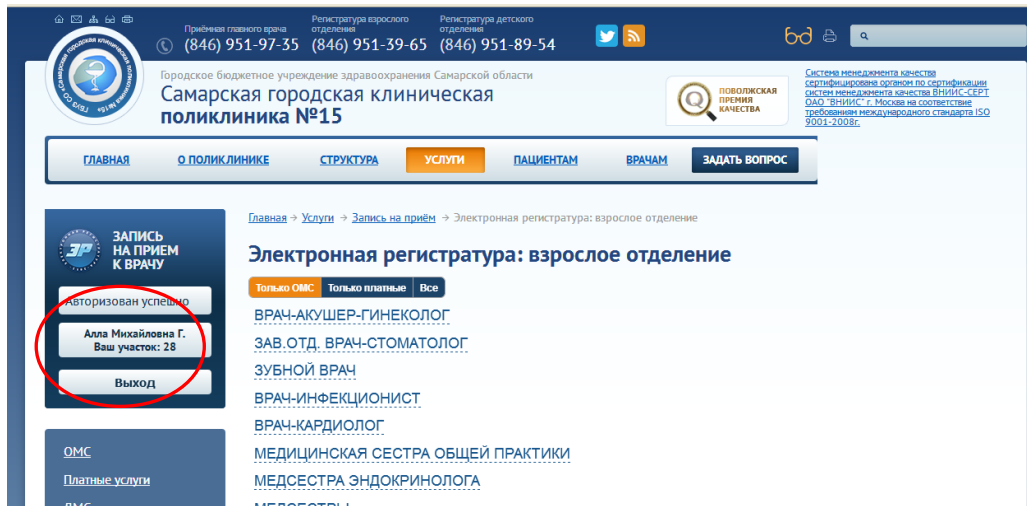 Приёмная главного врача
(846) 951-97-35
Регистратура взрослого
отделения
(846) 951-39-65
Регистратура детского
отделения
(846) 951-89-54
Городское бюджетное учреждение здравоохранения Самарской области
Самарская городская клиническая
поликлиника №15
ПОВОЛЖСКАЯ
ПРЕМИЯ
КАЧЕСТВА
Система менеджмента качества
сертифицирована органом по сертификации
систем менеджмента качества ВНИИС-СЕРТ
ОАО "ВНИИС" г. Москва на соответствие
требованиям международного стандарта ISO
9001-2008г.
ГЛАВНАЯ
О ПОЛИКЛИНИКЕ
СТРУКТУРА
УСЛУГИ
ПАЦИЕНТАМ
ВРАЧАМ
ЗАДАТЬ ВОПРОС
ЗР
ЗАПИСЬ
НА ПРИЕМ
К ВРАЧУ
Авторизован успешно
Алла Михайловна Г.
Ваш участок: 28
Выход
ОМС
Платные услуги
Главная → Услуги → Запись на приём → Электронная регистратура: взрослое отделение
Электронная регистратура: взрослое отделение
Только ОМС Только платные Все
ВРАЧ-АКУШЕР-ГИНЕКОЛОГ
ЗАВ.ОТД. ВРАЧ-СТОМАТОЛОГ
ЗУБНОЙ ВРАЧ
ВРАЧ-ИНФЕКЦИОНИСТ
ВРАЧ-КАРДИОЛОГ
МЕДИЦИНСКАЯ СЕСТРА ОБЩЕЙ ПРАКТИКИ
МЕДСЕСТРА ЭНДОКРИНОЛОГА